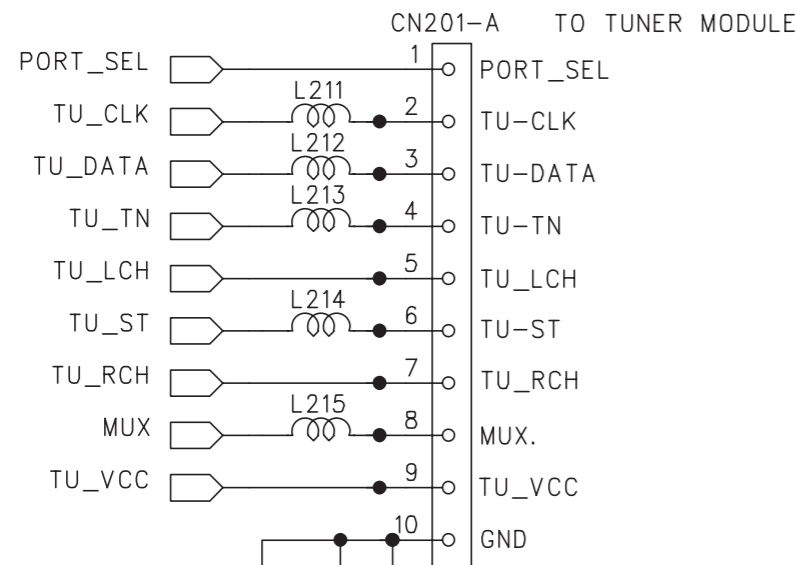 CN201-A TO TUNER MODULE
PORT_SEL 1 PORT_SEL
L211
TU_CLK 2 TU-CLK
L212
TU_DATA 3 TU-DATA
L213
TU_TN 4 TU-TN
TU_LCH 5 TU_LCH
L214
TU_ST 6 TU-ST
TU_RCH 7 TU_RCH
L215
MUX 8 MUX.
TU_VCC 9 TU_VCC
10 GND